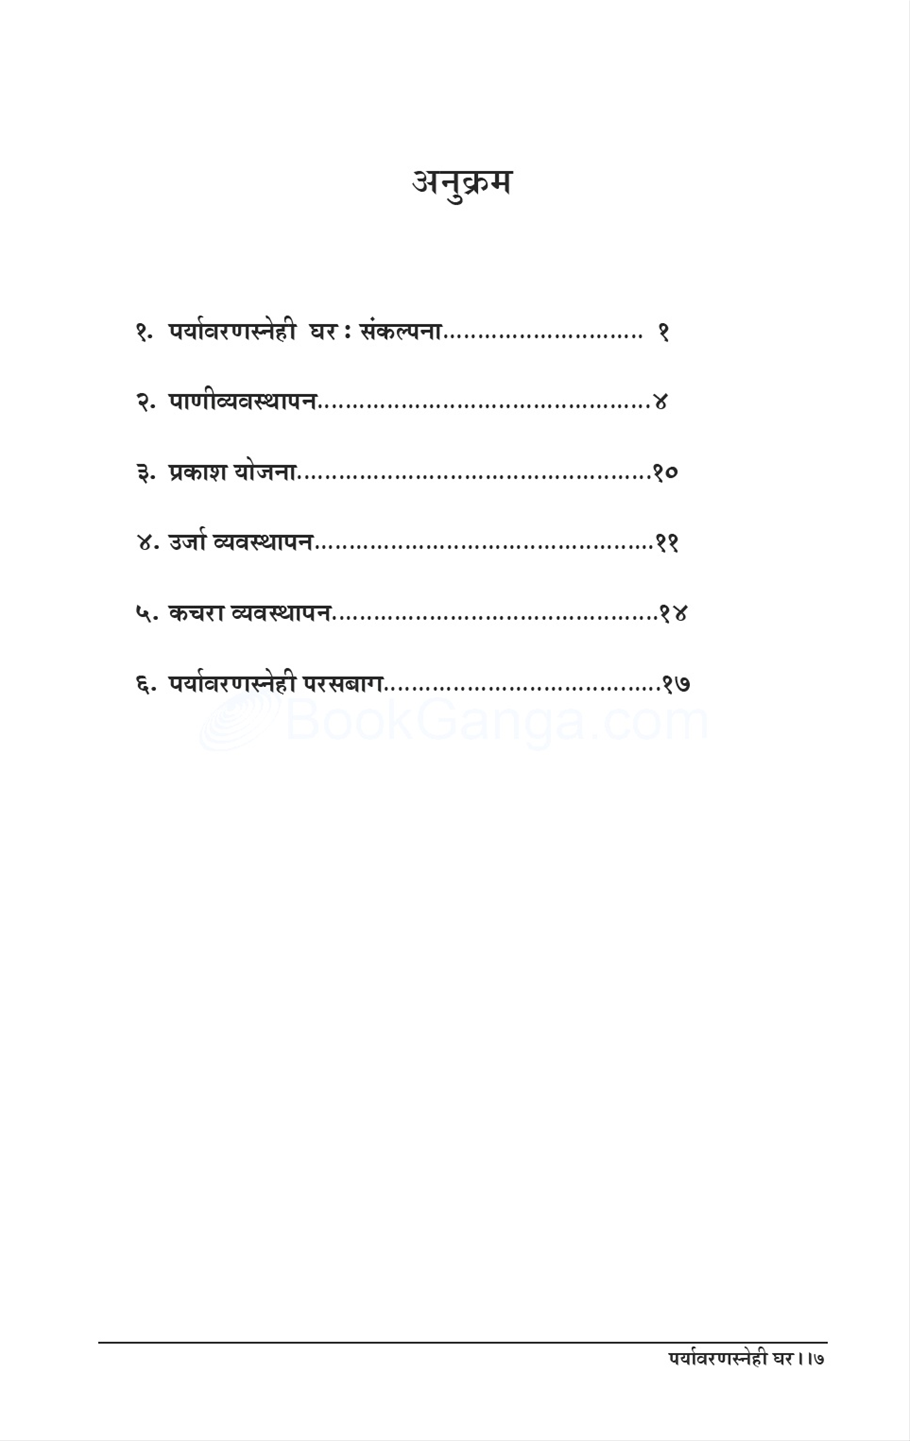 अनुक्रम
१. पर्यावरणस्नेही घर : संकल्पना............................. १
२. पाणीव्यवस्थापन................................................४
३. प्रकाश योजना...................................................१०
४. उर्जा व्यवस्थापन.................................................११
५. कचरा व्यवस्थापन...............................................१४
६. पर्यावरणस्नेही परसबाग........................................१७
BookGanga.com
पर्यावरणस्नेही घर।।७